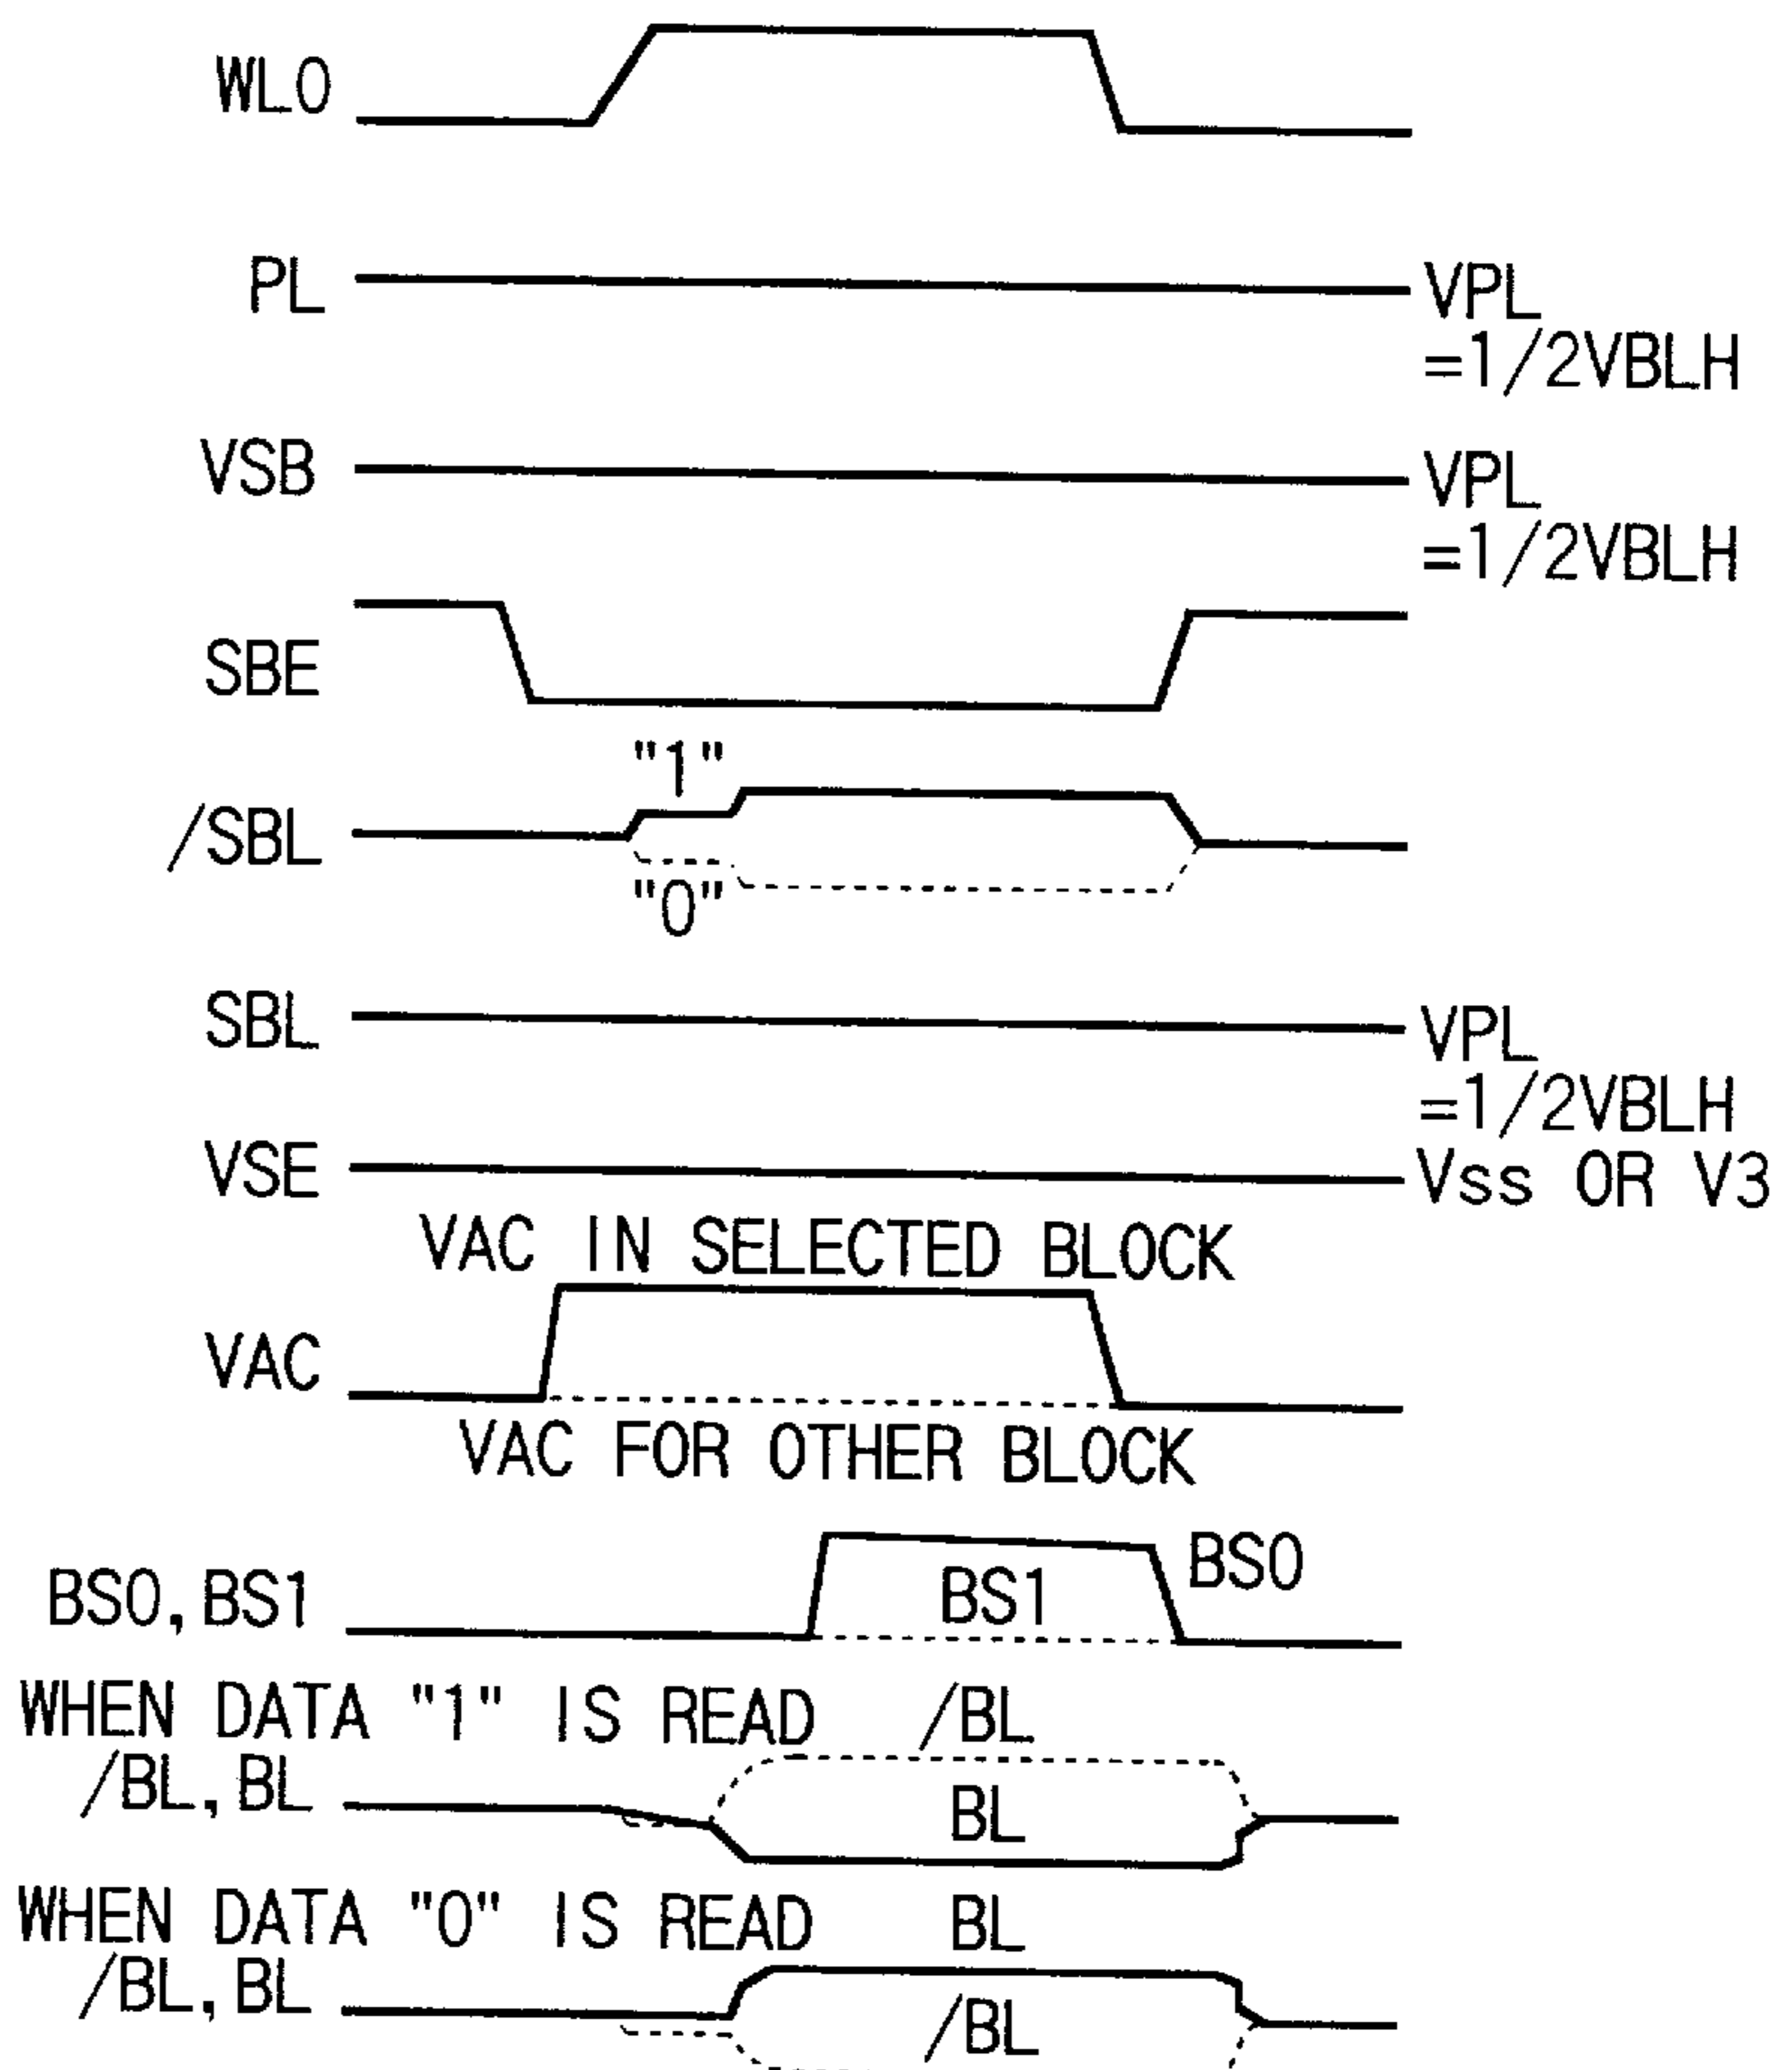 WL0
PL
VPL
=1/2VBLH
VSB
VPL
=1/2VBLH
SBE
"1"
/SBL
"0"
SBL
VPL
=1/2VBLH
VSE
Vss OR V3
VAC IN SELECTED BLOCK
VAC
VAC FOR OTHER BLOCK
BS0
BS0, BS1
BS1
WHEN DATA "1" IS READ /BL
/BL, BL
BL
WHEN DATA "0" IS READ BL
/BL, BL
/BL